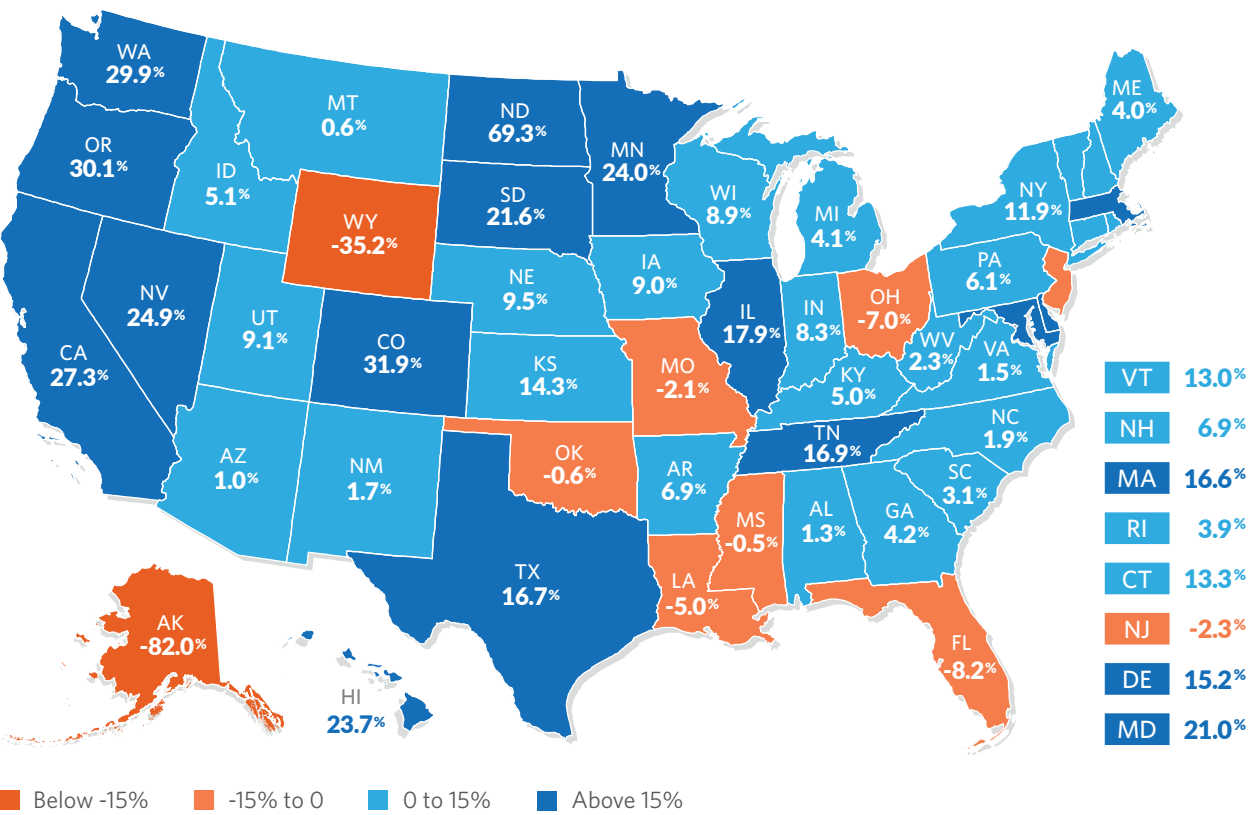 WA
29.9%
OR
30.1%
CA
27.3%
NV
24.9%
ID
5.1%
MT
0.6%
WY
-35.2%
UT
9.1%
CO
31.9%
AZ
1.0%
NM
1.7%
ND
69.3%
SD
21.6%
NE
9.5%
KS
14.3%
OK
-0.6%
TX
16.7%
MN
24.0%
IA
9.0%
MO
-2.1%
AR
6.9%
LA
-5.0%
WI
8.9%
IL
17.9%
MI
4.1%
IN
8.3%
OH
-7.0%
KY
5.0%
TN
16.9%
MS
-0.5%
AL
1.3%
GA
4.2%
FL
-8.2%
SC
3.1%
NC
1.9%
VA
1.5%
WV
2.3%
PA
6.1%
NY
11.9%
ME
4.0%
AK
-82.0%
HI
23.7%
VT 13.0%
NH 6.9%
MA 16.6%
RI 3.9%
CT 13.3%
NJ -2.3%
DE 15.2%
MD 21.0%
Below -15% -15% to 0 0 to 15% Above 15%